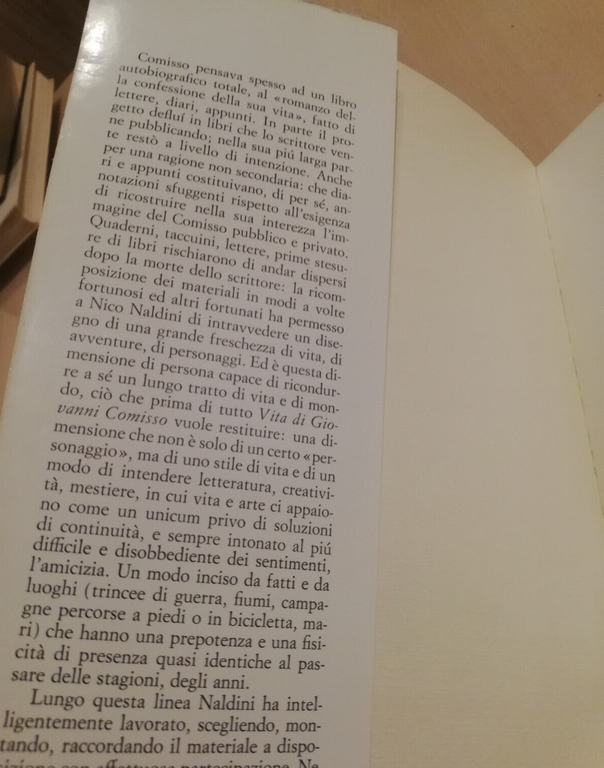 Comisso pensava spesso ad un libro
autobiografico totale, al «romanzo del-
la confessione della sua vita», fatto di
lettere, diari, appunti. In parte il pro-
getto defluí in libri che lo scrittore ven-
ne pubblicando; nella sua piú larga par-
te restò a livello di intenzione. Anche
per una ragione non secondaria: che dia-
ri e appunti costituivano, di per sé, an-
notazioni sfuggenti rispetto all'esigenza
di ricostruire nella sua interezza l'im-
magine del Comisso pubblico e privato.
Quaderni, taccuini, lettere, prime stesu-
re di libri rischiarono di andar dispersi
dopo la morte dello scrittore: la ricom-
posizione dei materiali in modi a volte
fortunosi ed altri fortunati ha permesso
a Nico Naldini di intravvedere un dise-
gno di una grande freschezza di vita, di
avventure, di personaggi. Ed è questa di-
mensione di persona capace di ricondur-
re a sé un lungo tratto di vita e di mon-
do, ciò che prima di tutto Vita di Gio-
vanni Comisso vuole restituire: una di-
mensione che non è solo di un certo «per-
sonaggio», ma di uno stile di vita e di un
modo di intendere letteratura, creativi-
tà, mestiere, in cui vita e arte ci appaio-
no come un unicum privo di soluzioni
di continuità, e sempre intonato al piú
difficile e disobbediente dei sentimenti,
l'amicizia. Un modo inciso da fatti e da
luoghi (trincee di guerra, fiumi, campa-
gne percorse a piedi o in bicicletta, ma-
ri) che hanno una prepotenza e una fisi-
cità di presenza quasi identiche al pas-
sare delle stagioni, degli anni.
Lungo questa linea Naldini ha intel-
ligentemente lavorato, scegliendo, mon-
tando, raccordando il materiale a dispo-
sizione con affettuosa partecipazione. Ne